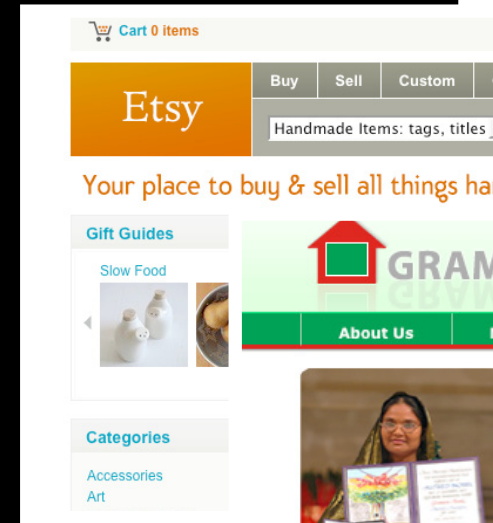 Cart 0 items
Etsy
Buy Sell Custom
Handmade Items: tags, titles
Your place to buy & sell all things ha
Gift Guides
Slow Food
GRAM
About Us
Categories
Accessories
Art